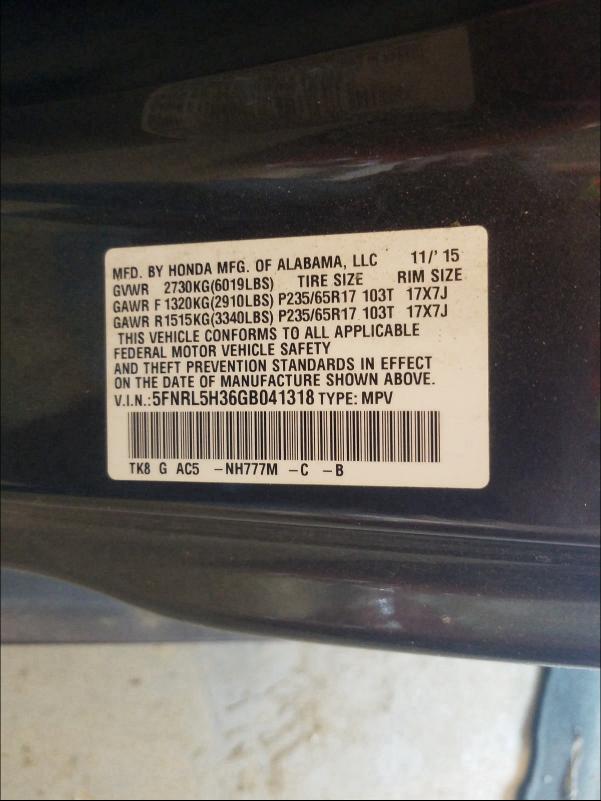 MFD. BY HONDA MFG. OF ALABAMA, LLC 11/'15
GVWR 2730KG(6019LBS) TIRE SIZE RIM SIZE
GAWR F 1320KG(2910LBS) P235/65R17 103T 17X7J
GAWR R1515KG(3340LBS) P235/65R17 103T 17X7J
THIS VEHICLE CONFORMS TO ALL APPLICABLE
FEDERAL MOTOR VEHICLE SAFETY
AND THEFT PREVENTION STANDARDS IN EFFECT
ON THE DATE OF MANUFACTURE SHOWN ABOVE.
V.I.N.:5FNRL5H36GB041318 TYPE: MPV
TK8 G AC5 -NH777M -C -B